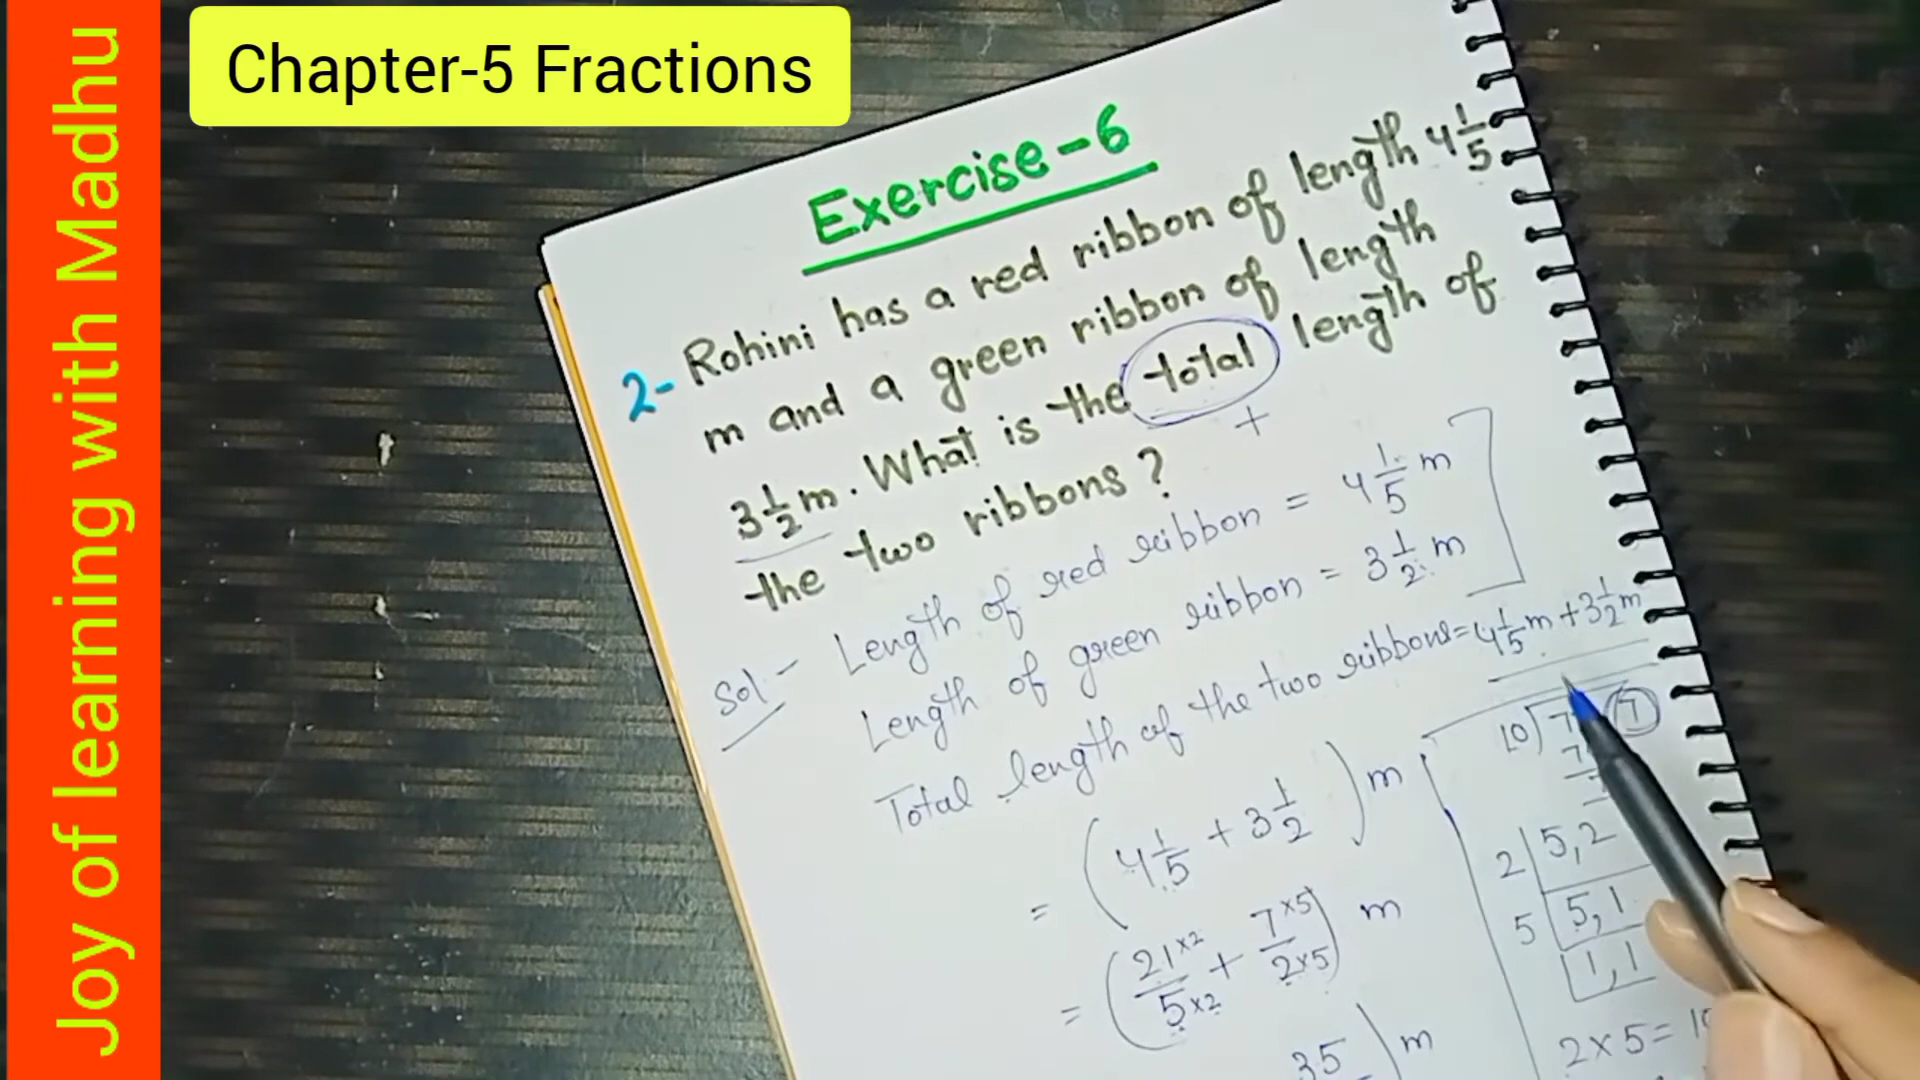 Joy of learning with Madhu
Chapter-5 Fractions
Exercise-6
2- Rohini has a red ribbon of length 4 1/5
m and a green ribbon of length
3 1/2 m. What is the total length of
the two ribbons?
+
Sol- Length of red ribbon = 4 1/5 m
Length of green ribbon = 3 1/2 m
Total length of the two ribbons = 4 1/5 m + 3 1/2 m
= (4 1/5 + 3 1/2) m
= (21×2/5×2 + 7×5/2×5) m
35 ) m
10) 7 7
7
2 | 5, 2
5 | 5, 1
1, 1
2 × 5 =